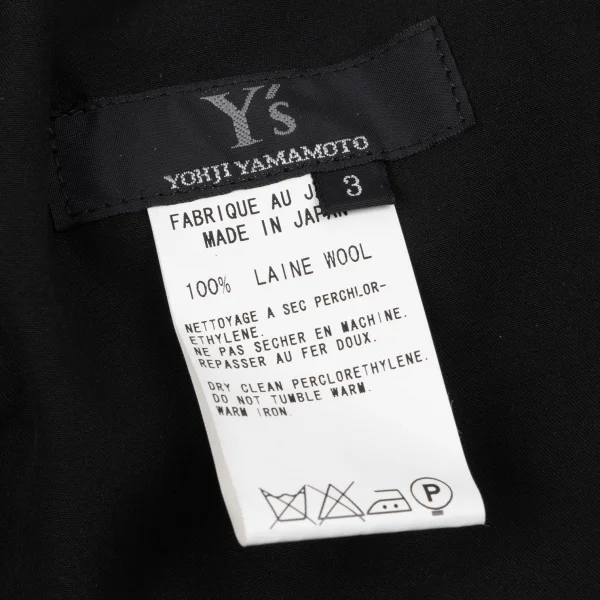 Y's
YOHJI YAMAMOTO
3
FABRIQUE AU
MADE IN JAPAN
100% LAINE WOOL
NETTOYAGE A SEC PERCHLOR-
ETHYLENE.
NE PAS SECHER EN MACHINE.
REPASSER AU FER DOUX.
DRY CLEAN PERCLORETHYLENE.
DO NOT TUMBLE WARM.
WARM IRON.
P